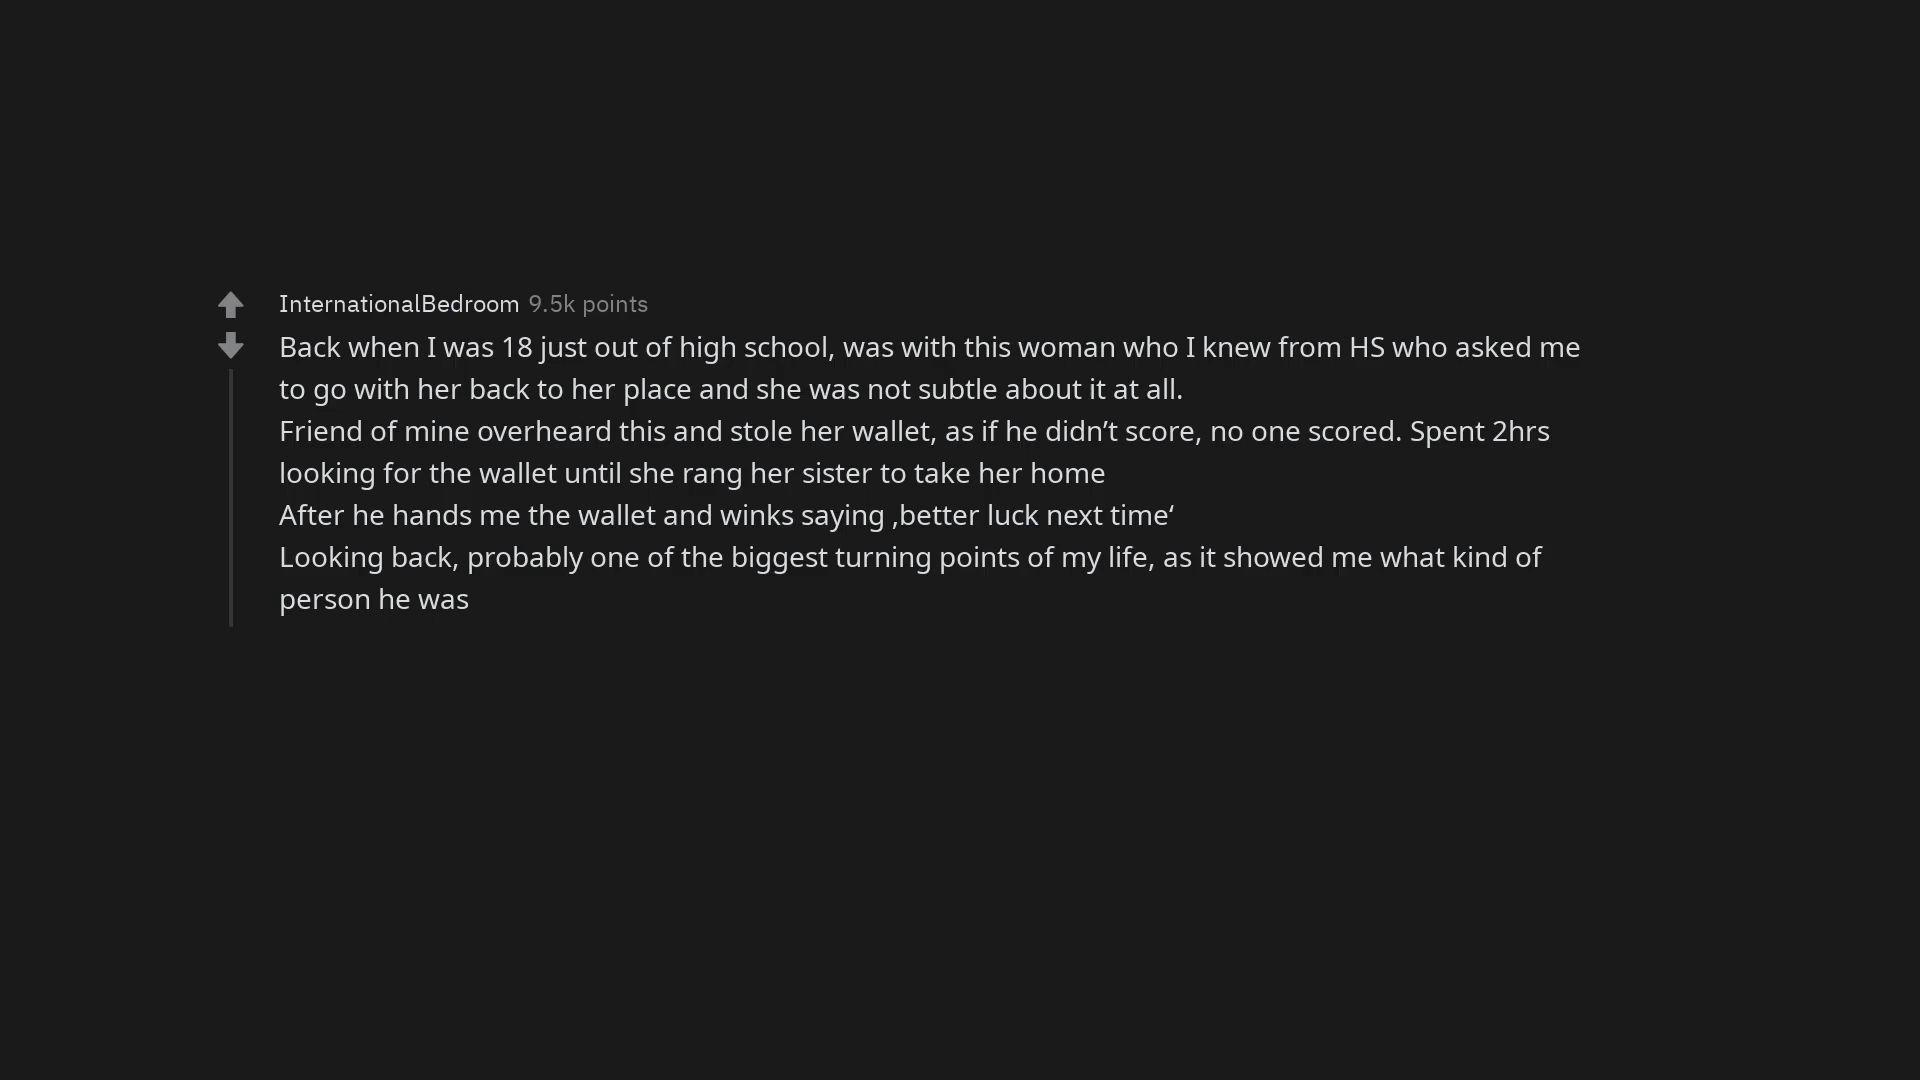 InternationalBedroom 9.5k points
Back when I was 18 just out of high school, was with this woman who I knew from HS who asked me
to go with her back to her place and she was not subtle about it at all.
Friend of mine overheard this and stole her wallet, as if he didn’t score, no one scored. Spent 2hrs
looking for the wallet until she rang her sister to take her home
After he hands me the wallet and winks saying ‚better luck next time‘
Looking back, probably one of the biggest turning points of my life, as it showed me what kind of
person he was